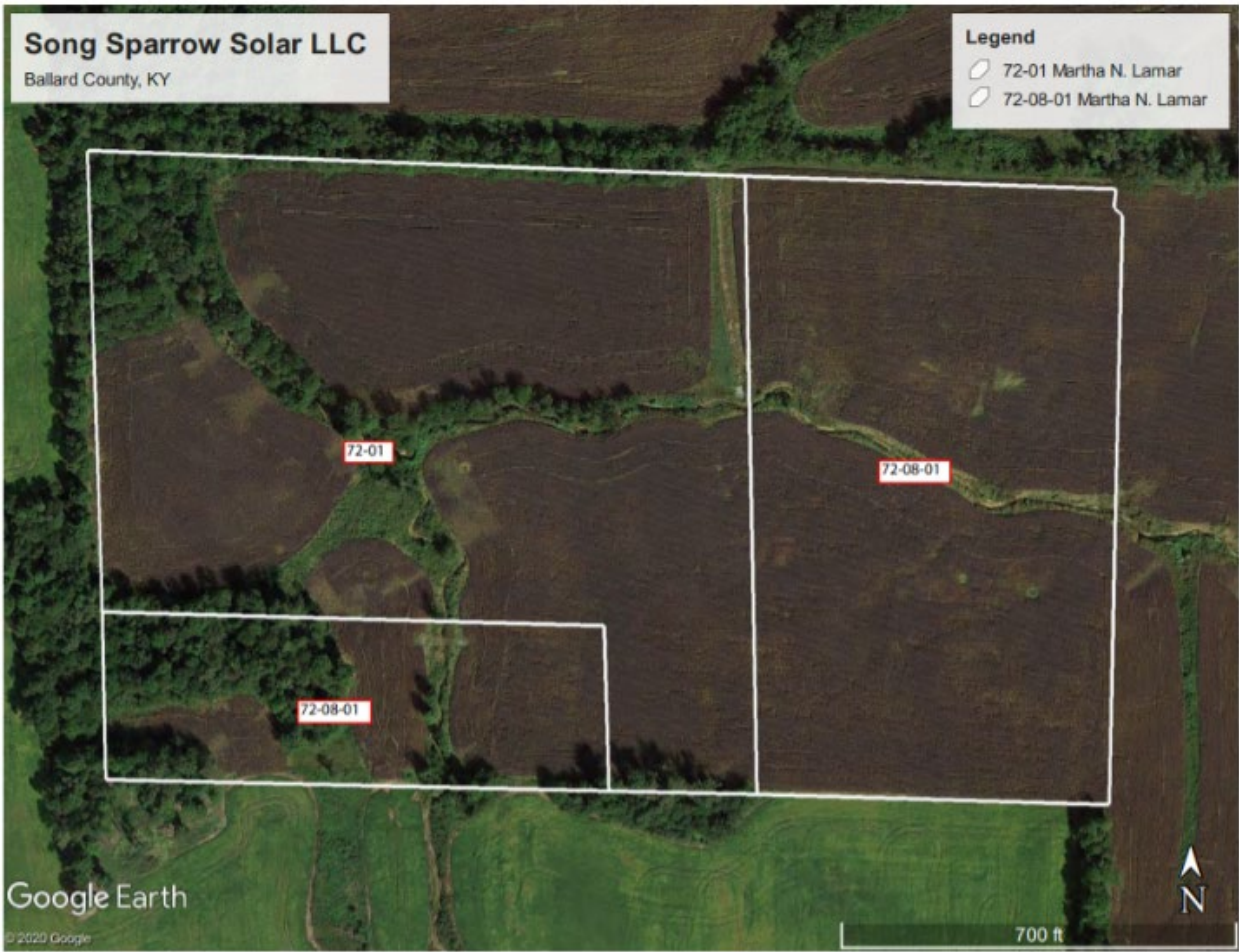 Song Sparrow Solar LLC
Ballard County, KY
Legend
72-01 Martha N. Lamar
72-08-01 Martha N. Lamar
72-01
72-08-01
72-08-01
Google Earth
© 2020 Google
N
700 ft